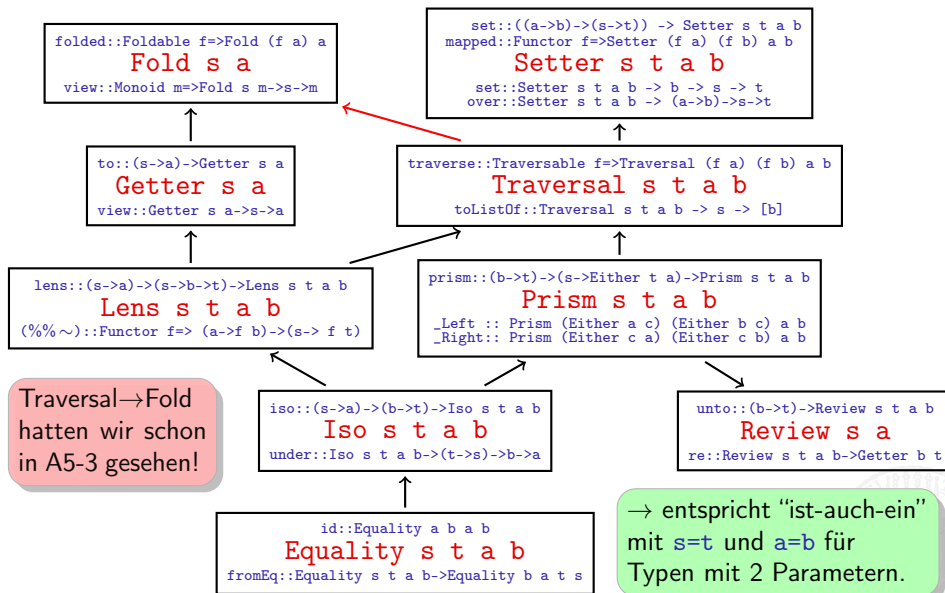 folded::Foldable f=>Fold (f a) a
Fold s a
view::Monoid m=>Fold s m->s->m
set::((a->b)->(s->t)) -> Setter s t a b
mapped::Functor f=>Setter (f a) (f b) a b
Setter s t a b
set::Setter s t a b -> b -> s -> t
over::Setter s t a b -> (a->b)->s->t
to::(s->a)->Getter s a
Getter s a
view::Getter s a->s->a
traverse::Traversable f=>Traversal (f a) (f b) a b
Traversal s t a b
toListOf::Traversal s t a b -> s -> [b]
lens::(s->a)->(s->b->t)->Lens s t a b
Lens s t a b
(%%∼)::Functor f=> (a->f b)->(s-> f t)
prism::(b->t)->(s->Either t a)->Prism s t a b
Prism s t a b
_Left :: Prism (Either a c) (Either b c) a b
_Right:: Prism (Either c a) (Either c b) a b
Traversal→Fold
hatten wir schon
in A5-3 gesehen!
iso::(s->a)->(b->t)->Iso s t a b
Iso s t a b
under::Iso s t a b->(t->s)->b->a
unto::(b->t)->Review s t a b
Review s a
re::Review s t a b->Getter b t
id::Equality a b a b
Equality s t a b
fromEq::Equality s t a b->Equality b a t s
→ entspricht “ist-auch-ein”
mit s=t und a=b für
Typen mit 2 Parametern.